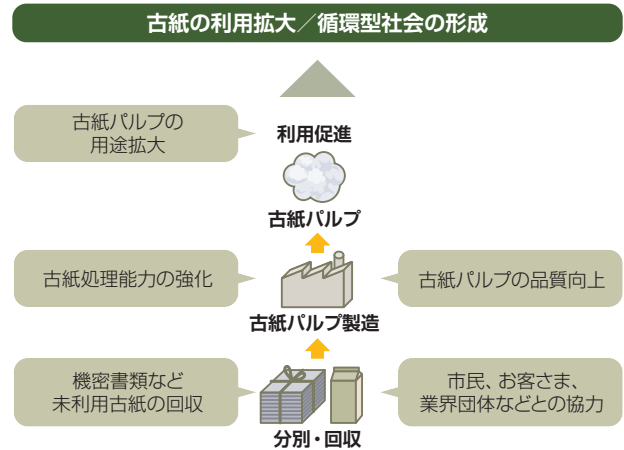 古紙の利用拡大／循環型社会の形成
古紙パルプの
用途拡大
利用促進
古紙パルプ
古紙処理能力の強化
古紙パルプの品質向上
古紙パルプ製造
機密書類など
未利用古紙の回収
市民、お客さま、
業界団体などとの協力
分別・回収